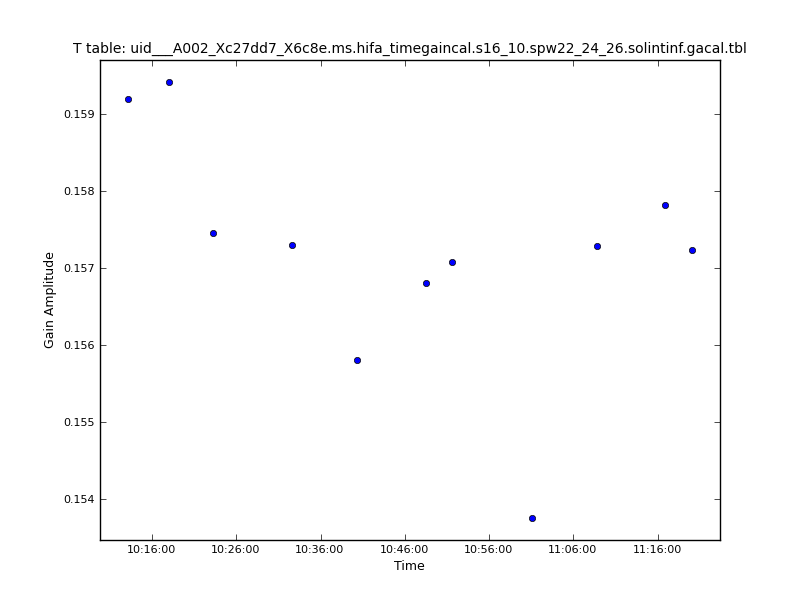 T table: uid___A002_Xc27dd7_X6c8e.ms.hifa_timegaincal.s16_10.spw22_24_26.solintinf.gacal.tbl
0.159
0.158
0.157
0.156
0.155
0.154
Gain Amplitude
10:16:00 10:26:00 10:36:00 10:46:00 10:56:00 11:06:00 11:16:00
Time